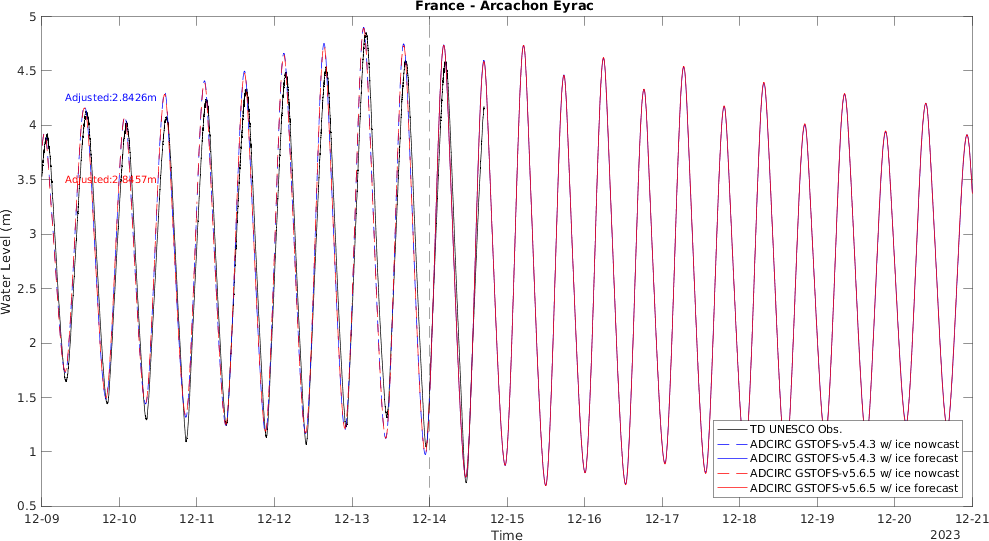 France - Arcachon Eyrac
Water Level (m)
5
4.5
4
3.5
3
2.5
2
1.5
1
0.5
Adjusted:2.8426m
Adjusted:2.8457m
TD UNESCO Obs.
ADCIRC GSTOFS-v5.4.3 w/ ice nowcast
ADCIRC GSTOFS-v5.4.3 w/ ice forecast
ADCIRC GSTOFS-v5.6.5 w/ ice nowcast
ADCIRC GSTOFS-v5.6.5 w/ ice forecast
12-09 12-10 12-11 12-12 12-13 12-14 12-15 12-16 12-17 12-18 12-19 12-20 12-21
Time
2023